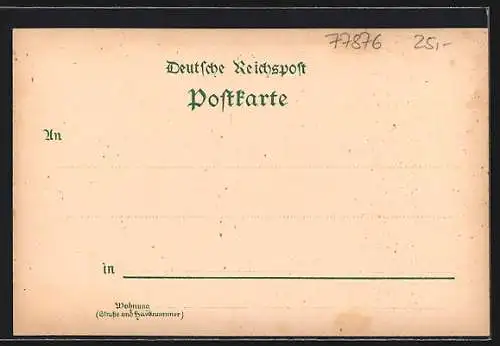 77876 25,-
Deutsche Reichspost
Postkarte
An
in
Wohnung
(Straße und Hausnummer)